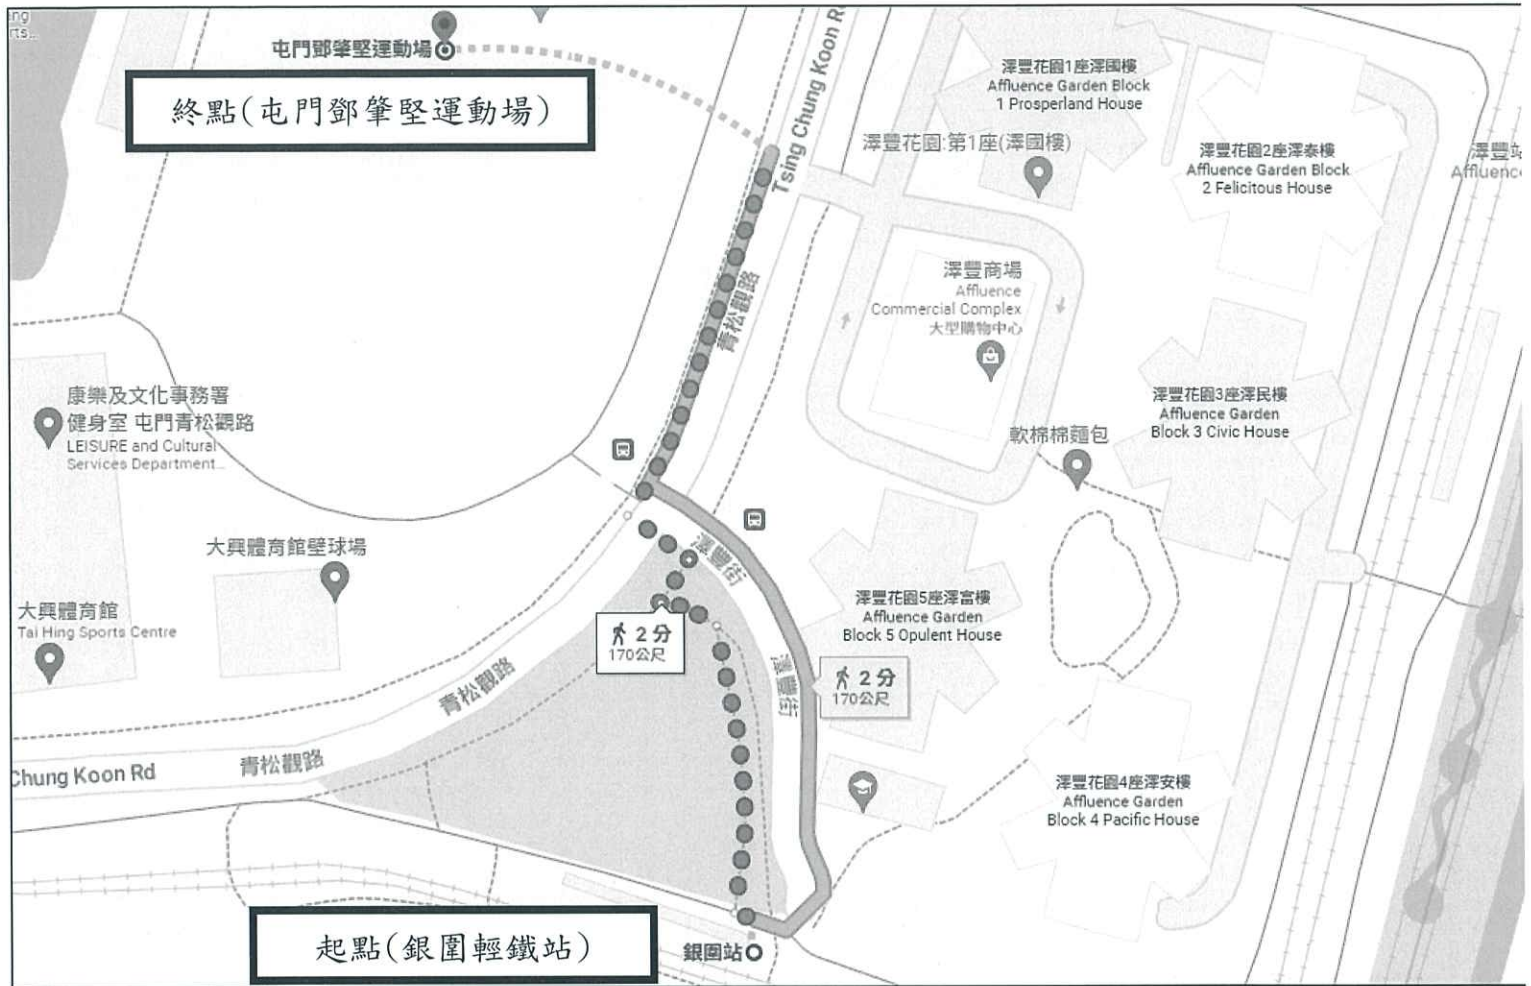 屯門鄧肇堅運動場
終點(屯門鄧肇堅運動場)
Tsing Chung Koon R
澤豐花園1座澤國樓
Affluence Garden Block
1 Prosperland House
澤豐花園:第1座(澤國樓)
澤豐花園2座澤泰樓
Affluence Garden Block
2 Felicitous House
澤豐站
Affluenc
澤豐商場
Affluence
Commercial Complex
大型購物中心
青松觀路
康樂及文化事務署
健身室 屯門青松觀路
LEISURE and Cultural
Services Department...
澤豐花園3座澤民樓
Affluence Garden
Block 3 Civic House
軟棉棉麵包
大興體育館壁球場
澤豐街
大興體育館
Tai Hing Sports Centre
澤豐花園5座澤富樓
Affluence Garden
Block 5 Opulent House
2 分
170公尺
澤豐街
2 分
170公尺
青松觀路
Chung Koon Rd
青松觀路
澤豐花園4座澤安樓
Affluence Garden
Block 4 Pacific House
起點(銀圍輕鐵站)
銀圍站